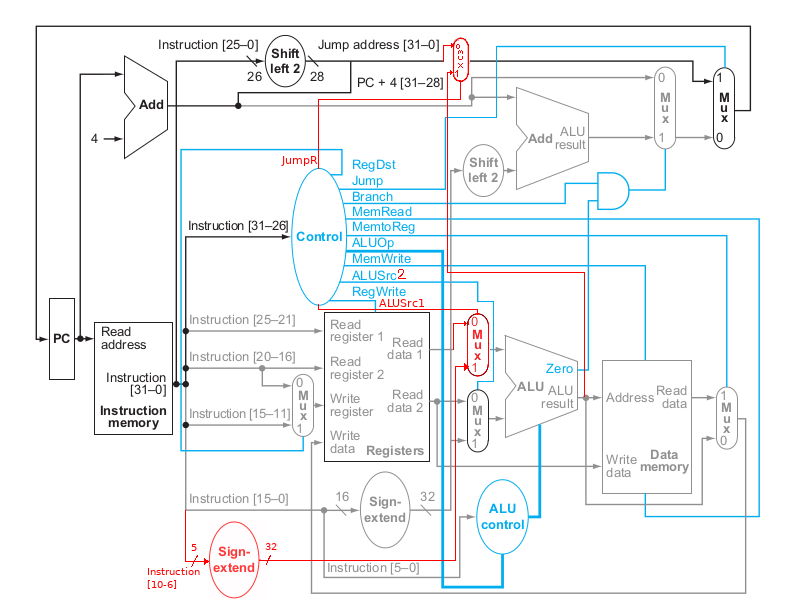 Instruction [25–0]
Shift
left 2
Jump address [31–0]
26
28
PC + 4 [31–28]
0
Mux
1
Add
4
0
Mux
1
1
Mux
0
Add
ALU
result
Shift
left 2
JumpR
RegDst
Jump
Branch
MemRead
MemtoReg
ALUOp
MemWrite
ALUSrc2
RegWrite
ALUSrc1
Control
Instruction [31–26]
PC
Read
address
Instruction
[31–0]
Instruction
memory
Instruction [25–21]
Instruction [20–16]
Instruction [15–11]
0
Mux
1
Read
register 1
Read
register 2
Write
register
Write
data
Read
data 1
Read
data 2
Registers
0
Mux
1
0
Mux
1
Zero
ALU
ALU
result
Address
Read
data
Write
data
Data
memory
1
Mux
0
Instruction [15–0]
16
Sign-
extend
32
ALU
control
5
Instruction
[10-6]
Sign-
extend
32
Instruction [5–0]